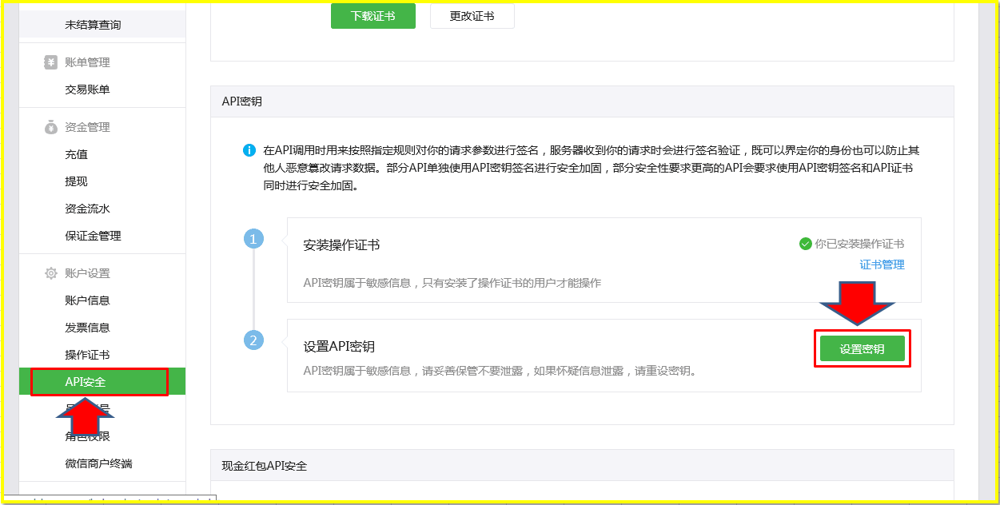 未结算查询
账单管理
交易账单
资金管理
充值
提现
资金流水
保证金管理
账户设置
账户信息
发票信息
操作证书
API安全
角色权限
微信商户终端
下载证书
更改证书
API密钥
在API调用时用来按照指定规则对你的请求参数进行签名，服务器收到你的请求时会进行签名验证，既可以界定你的身份也可以防止其
他人恶意篡改请求数据。部分API单独使用API密钥签名进行安全加固，部分安全性要求更高的API会要求使用API密钥签名和API证书
同时进行安全加固。
1
安装操作证书
你已安装操作证书
证书管理
API密钥属于敏感信息，只有安装了操作证书的用户才能操作
2
设置API密钥
设置密钥
API密钥属于敏感信息，请妥善保管不要泄露，如果怀疑信息泄露，请重设密钥。
现金红包API安全